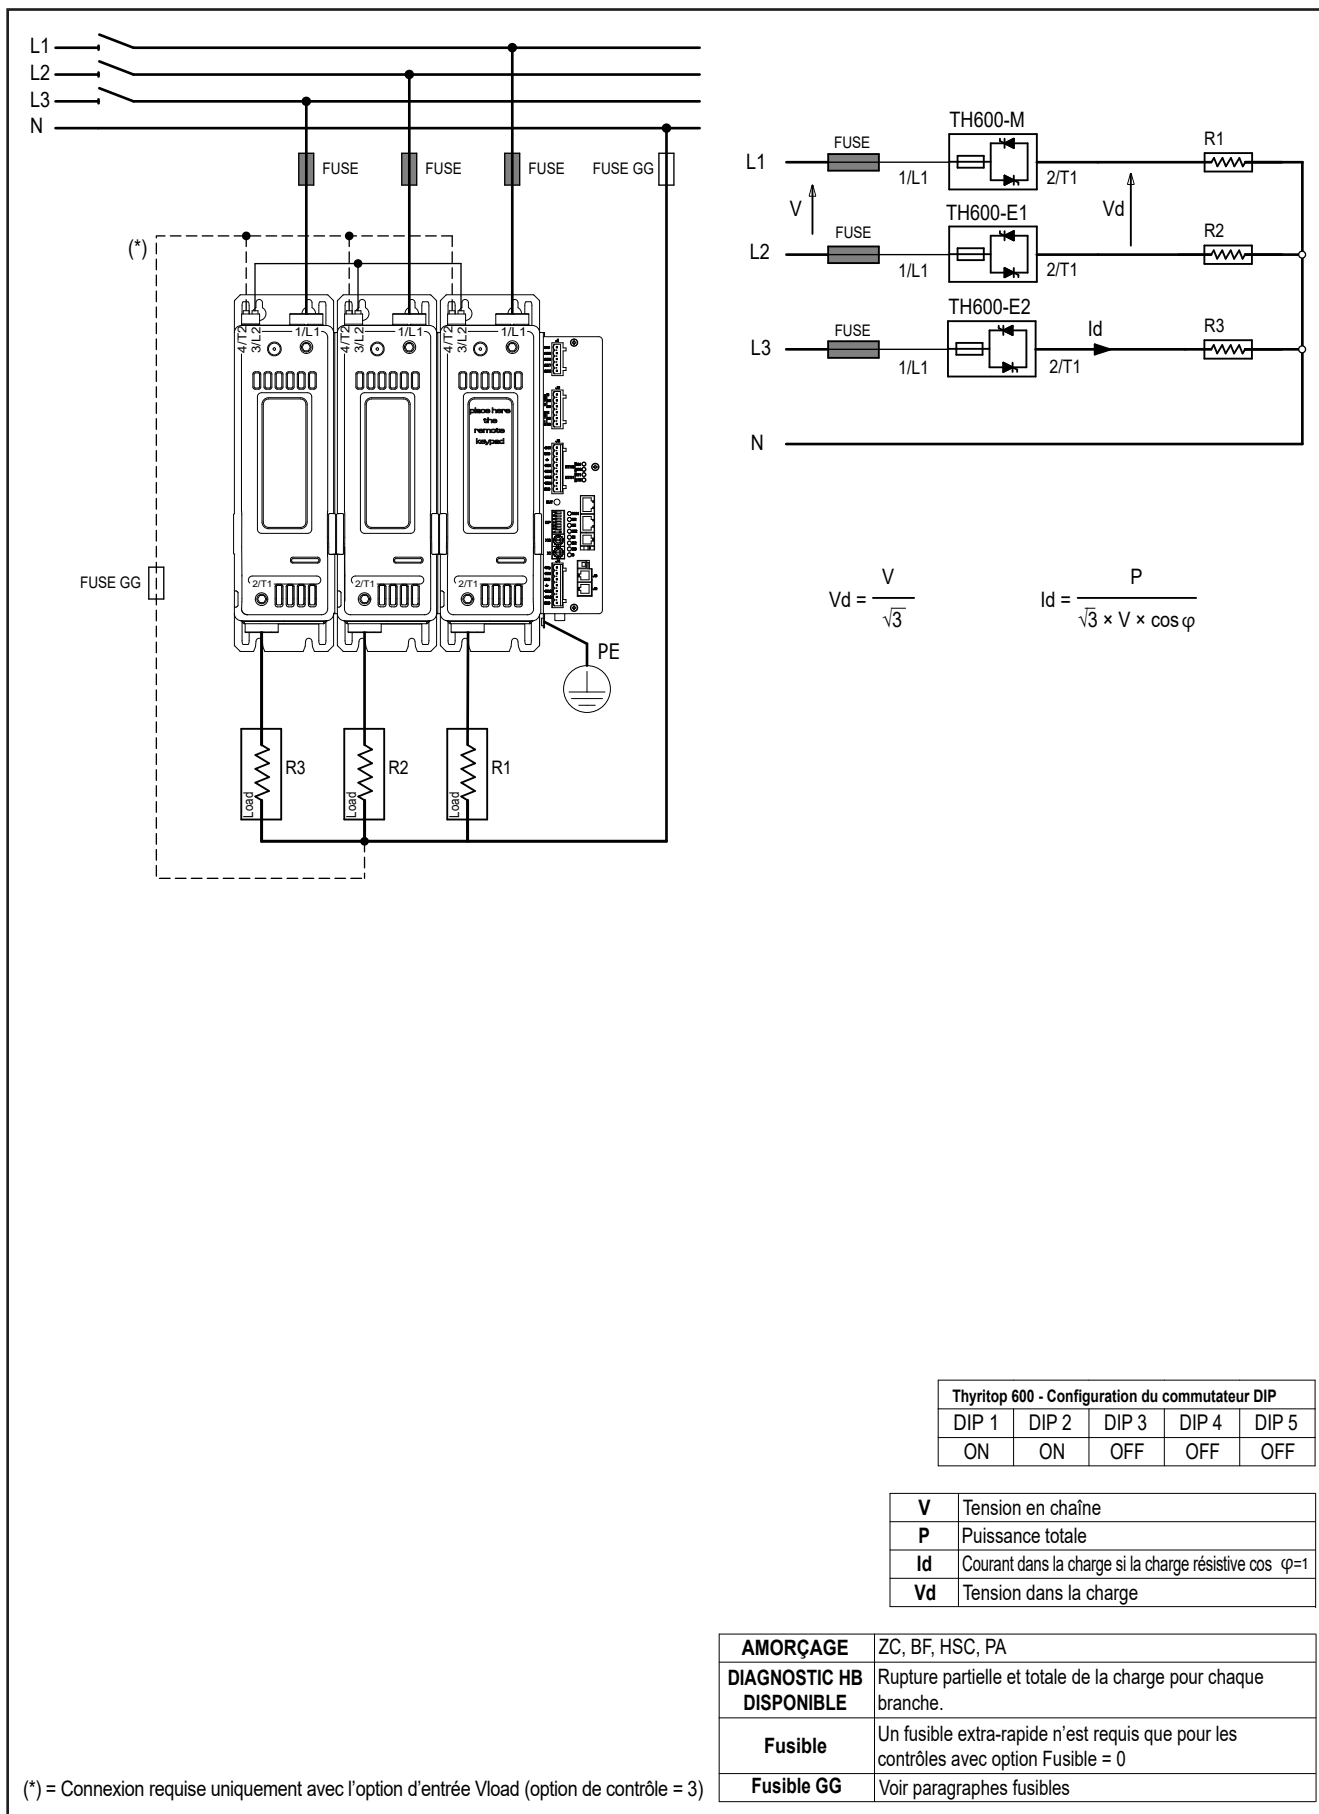 L1
L2
L3
N
FUSE
FUSE
FUSE
FUSE GG
(*)
4/T2
3/L2
1/L1
4/T2
3/L2
1/L1
4/T2
3/L2
1/L1
place here
the
remote
keypad
FUSE GG
2/T1
2/T1
2/T1
PE
Load
R3
Load
R2
Load
R1
TH600-M
L1
FUSE
1/L1
2/T1
R1
V
Vd
TH600-E1
L2
FUSE
1/L1
2/T1
R2
TH600-E2
L3
FUSE
1/L1
2/T1
Id
R3
N
Vd = V / √3
Id = P / √3 × V × cos φ
Thyritop 600 - Configuration du commutateur DIP
DIP 1 DIP 2 DIP 3 DIP 4 DIP 5
ON ON OFF OFF OFF
V Tension en chaîne
P Puissance totale
Id Courant dans la charge si la charge résistive cos φ=1
Vd Tension dans la charge
AMORÇAGE ZC, BF, HSC, PA
DIAGNOSTIC HB DISPONIBLE Rupture partielle et totale de la charge pour chaque
branche.
Fusible Un fusible extra-rapide n’est requis que pour les
contrôles avec option Fusible = 0
Fusible GG Voir paragraphes fusibles
(*) = Connexion requise uniquement avec l’option d’entrée Vload (option de contrôle = 3)